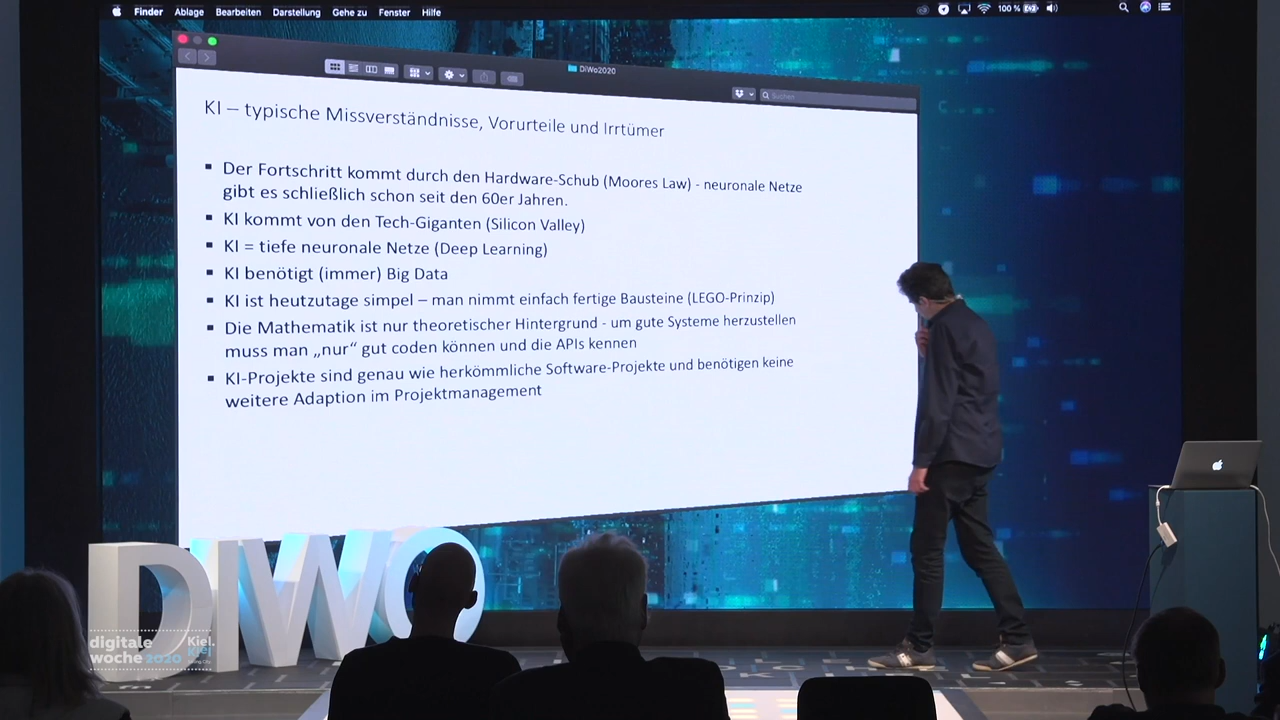 Finder Ablage Bearbeiten Darstellung Gehe zu Fenster Hilfe
100 %
DiWo2020
Suchen
KI – typische Missverständnisse, Vorurteile und Irrtümer
▪ Der Fortschritt kommt durch den Hardware-Schub (Moores Law) - neuronale Netze
gibt es schließlich schon seit den 60er Jahren.
▪ KI kommt von den Tech-Giganten (Silicon Valley)
▪ KI = tiefe neuronale Netze (Deep Learning)
▪ KI benötigt (immer) Big Data
▪ KI ist heutzutage simpel – man nimmt einfach fertige Bausteine (LEGO-Prinzip)
▪ Die Mathematik ist nur theoretischer Hintergrund - um gute Systeme herzustellen
muss man „nur“ gut coden können und die APIs kennen
▪ KI-Projekte sind genau wie herkömmliche Software-Projekte und benötigen keine
weitere Adaption im Projektmanagement
DIWO
digitale
woche 2020
Kiel.